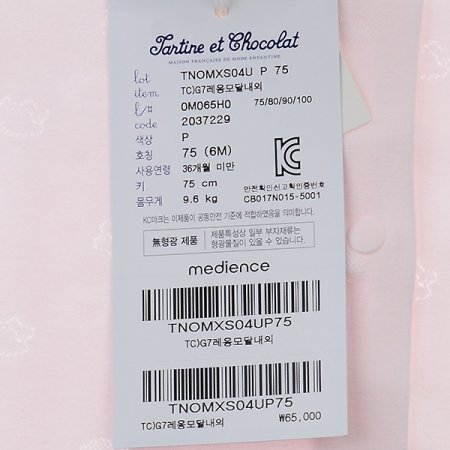 Tartine et Chocolat
MAISON FRANÇAISE DE MODE ENFANTINE
lot TNOMXS04U P 75
item TC)G7레옹모달내의
l/# 0M065H0 75/80/90/100
code 2037229
색상 P
호칭 75 (6M)
사용연령 36개월 미만
키 75 cm
몸무게 9.6 kg
안전확인신고확인증번호
CB017N015-5001
KC마크는 이제품이 공통안전 기준에 적합하였음을 의미합니다.
無형광 제품
제품특성상 일부 부자재류는
형광물질이 있을 수 있습니다.
medience
TNOMXS04UP75
TC)G7레옹모달내의
TNOMXS04UP75
TC)G7레옹모달내의 ₩65,000